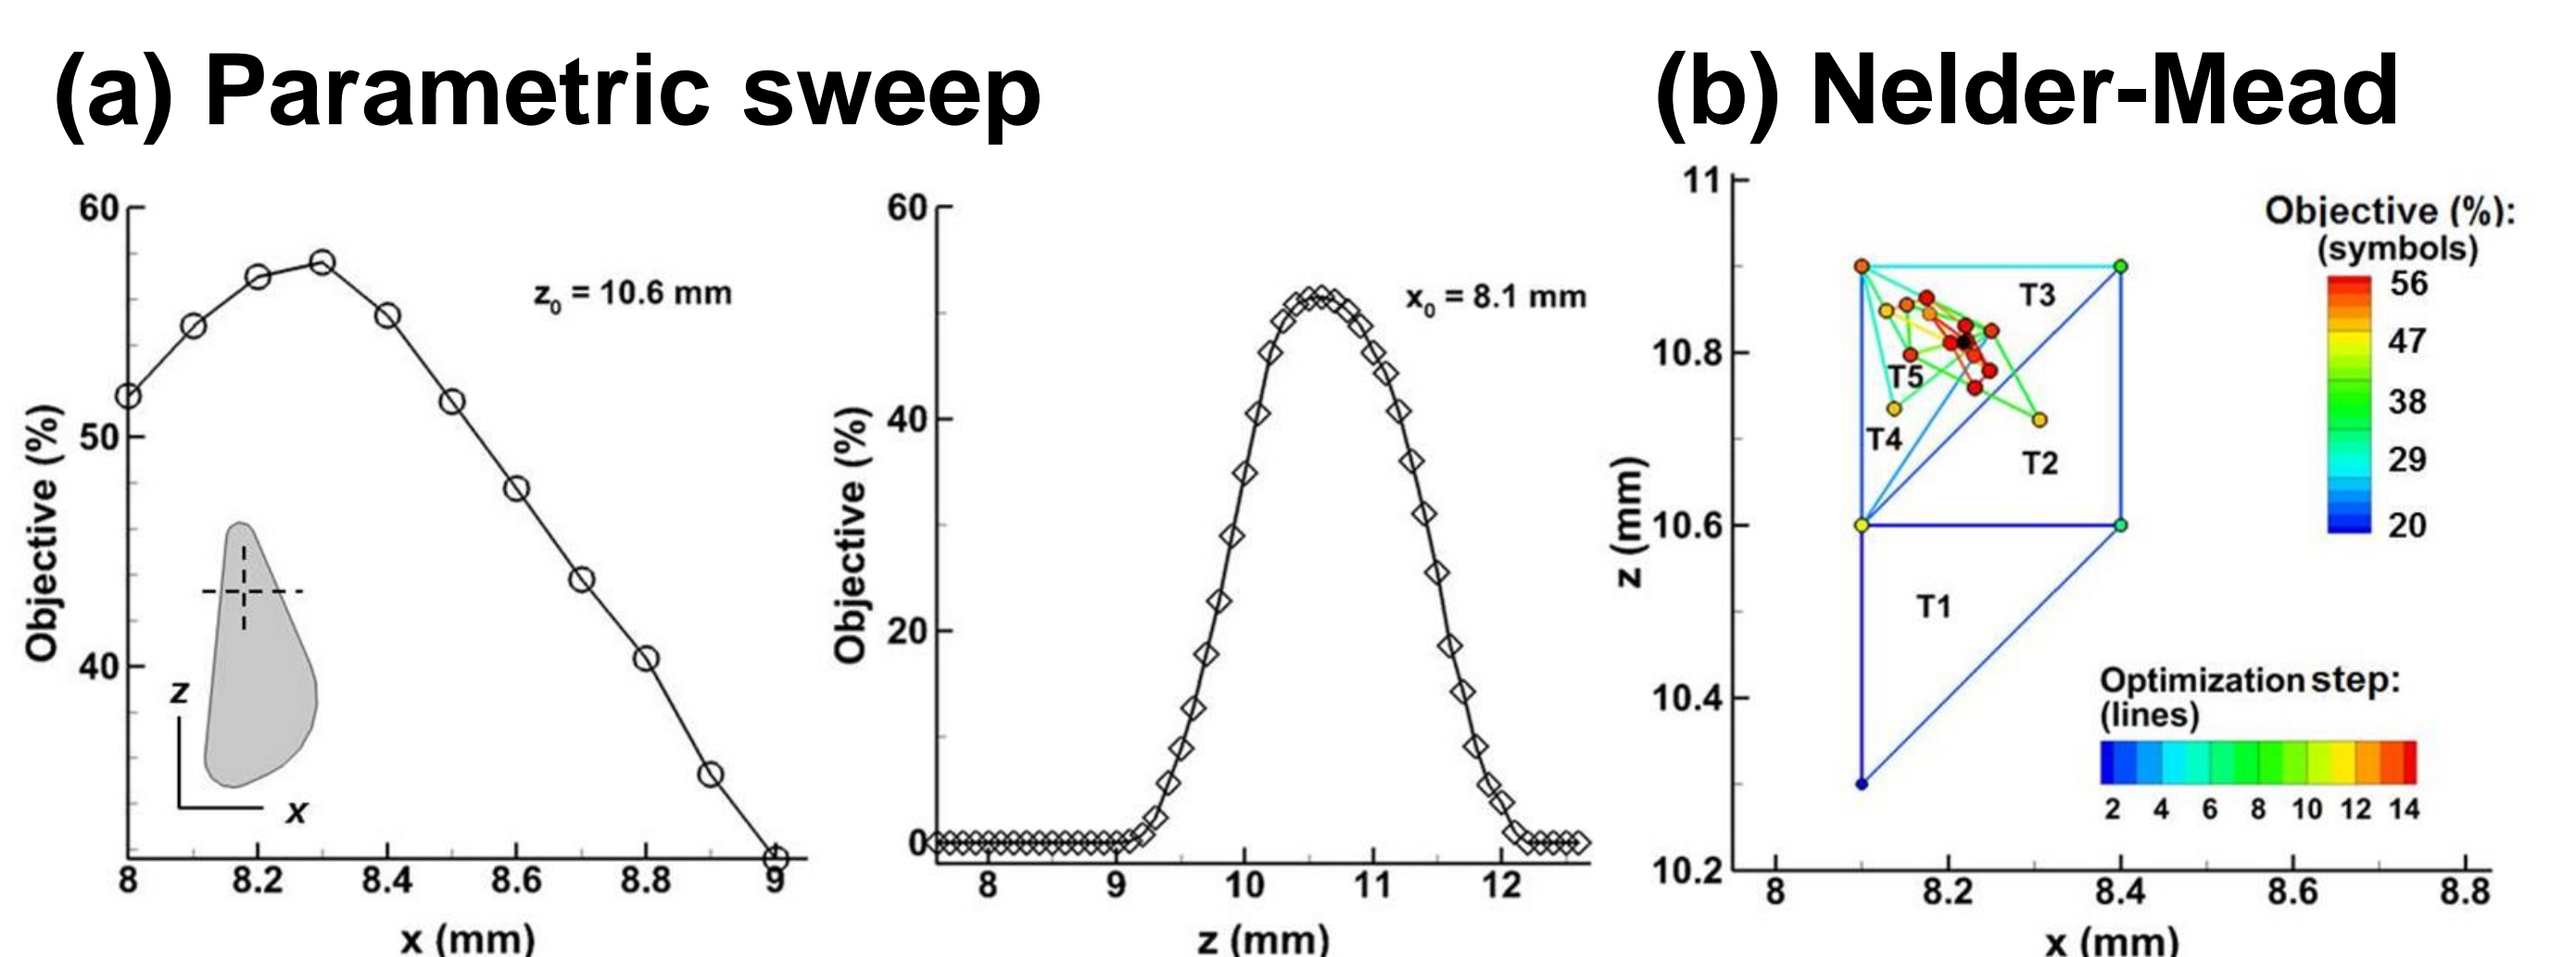 (a) Parametric sweep
60
50
40
Objective (%)
z0 = 10.6 mm
z
x
8 8.2 8.4 8.6 8.8 9
x (mm)
60
40
20
0
Objective (%)
x0 = 8.1 mm
8 9 10 11 12
z (mm)
(b) Nelder-Mead
11
10.8
10.6
10.4
10.2
z (mm)
T3
T5
T4
T2
T1
8 8.2 8.4 8.6 8.8
x (mm)
Objective (%):
(symbols)
56
47
38
29
20
Optimization step:
(lines)
2 4 6 8 10 12 14